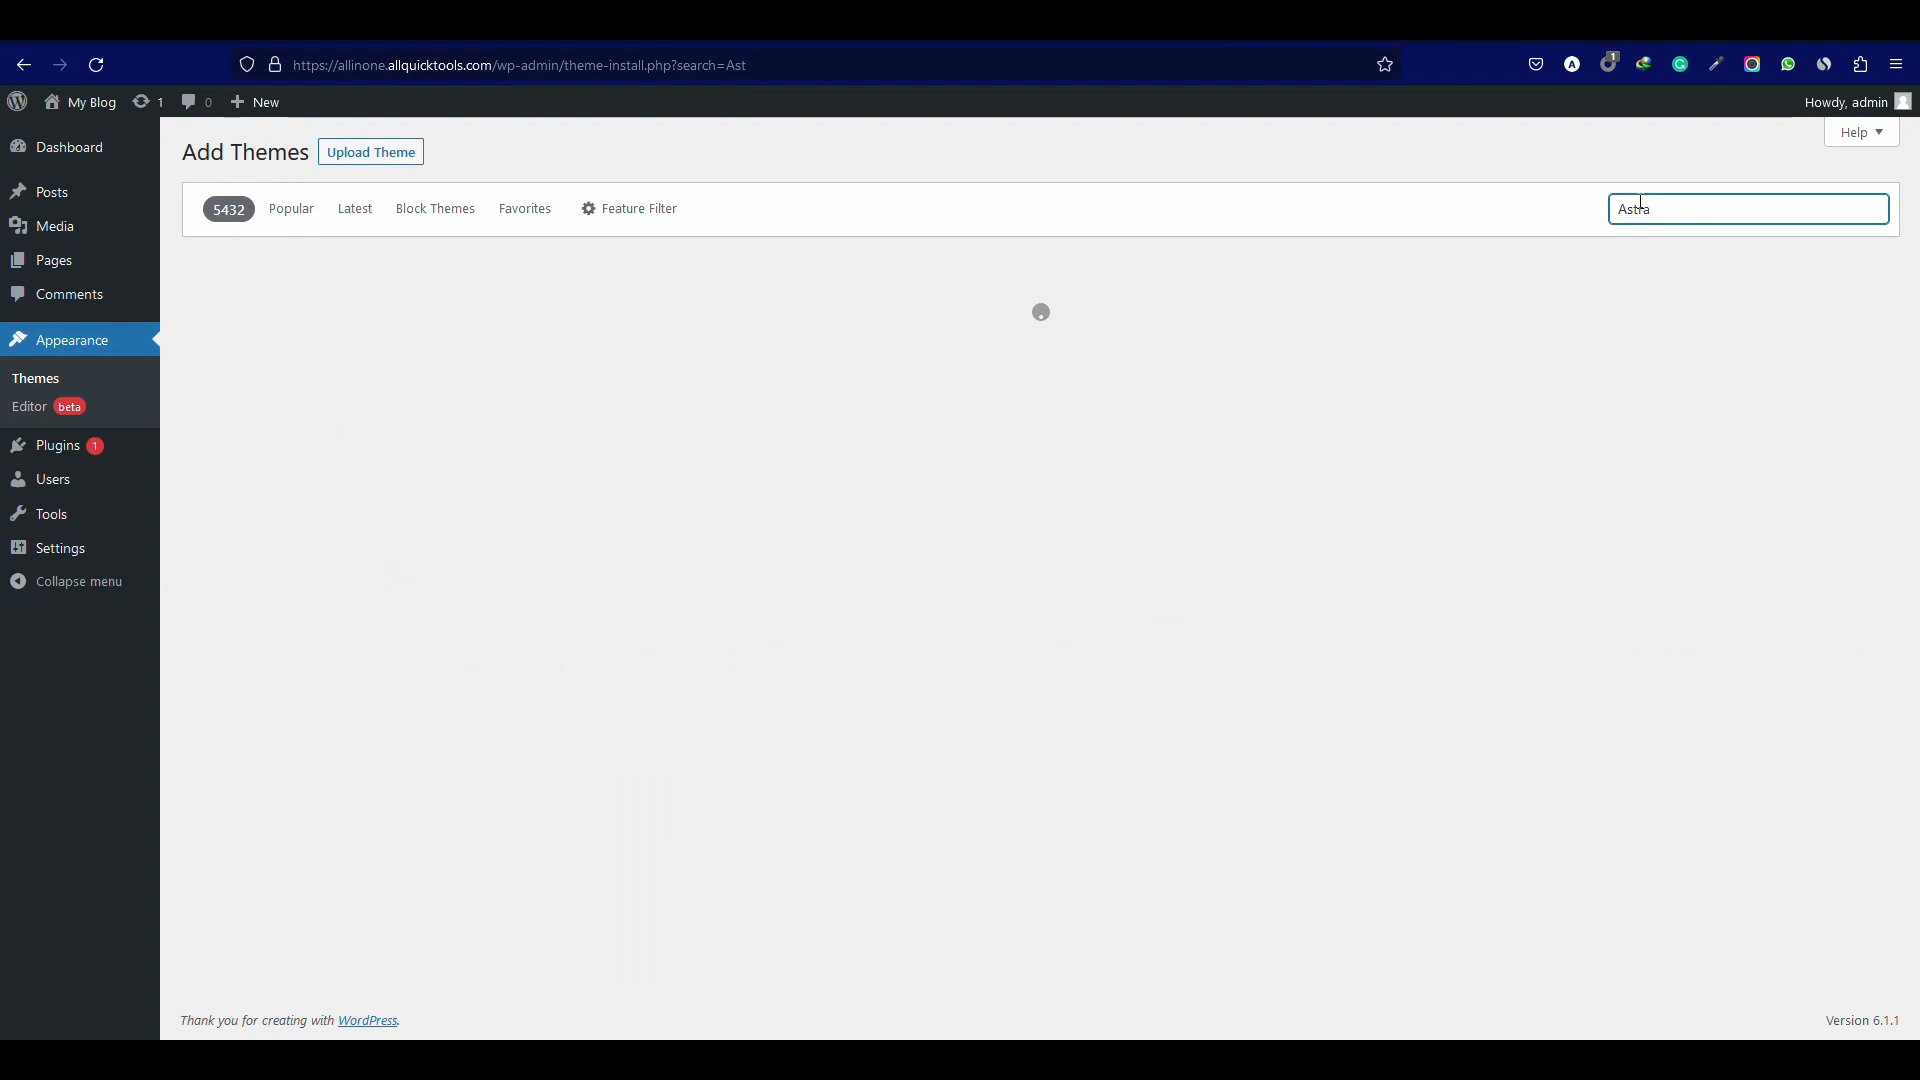 https://allinone.allquicktools.com/wp-admin/theme-install.php?search=Ast
A
1
G
My Blog
1
0
New
Howdy, admin
Help
Dashboard
Posts
Media
Pages
Comments
Appearance
Themes
Editor beta
Plugins 1
Users
Tools
Settings
Collapse menu
Add Themes
Upload Theme
5432
Popular
Latest
Block Themes
Favorites
Feature Filter
Astra
Thank you for creating with WordPress.
Version 6.1.1